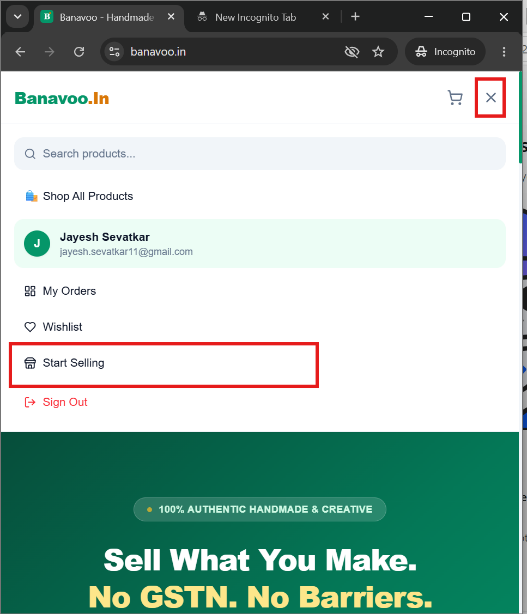 Banavoo - Handmade
New Incognito Tab
banavoo.in
Incognito
Banavoo.In
Search products...
Shop All Products
J
Jayesh Sevatkar
jayesh.sevatkar11@gmail.com
My Orders
Wishlist
Start Selling
Sign Out
100% AUTHENTIC HANDMADE & CREATIVE
Sell What You Make.
No GSTN. No Barriers.